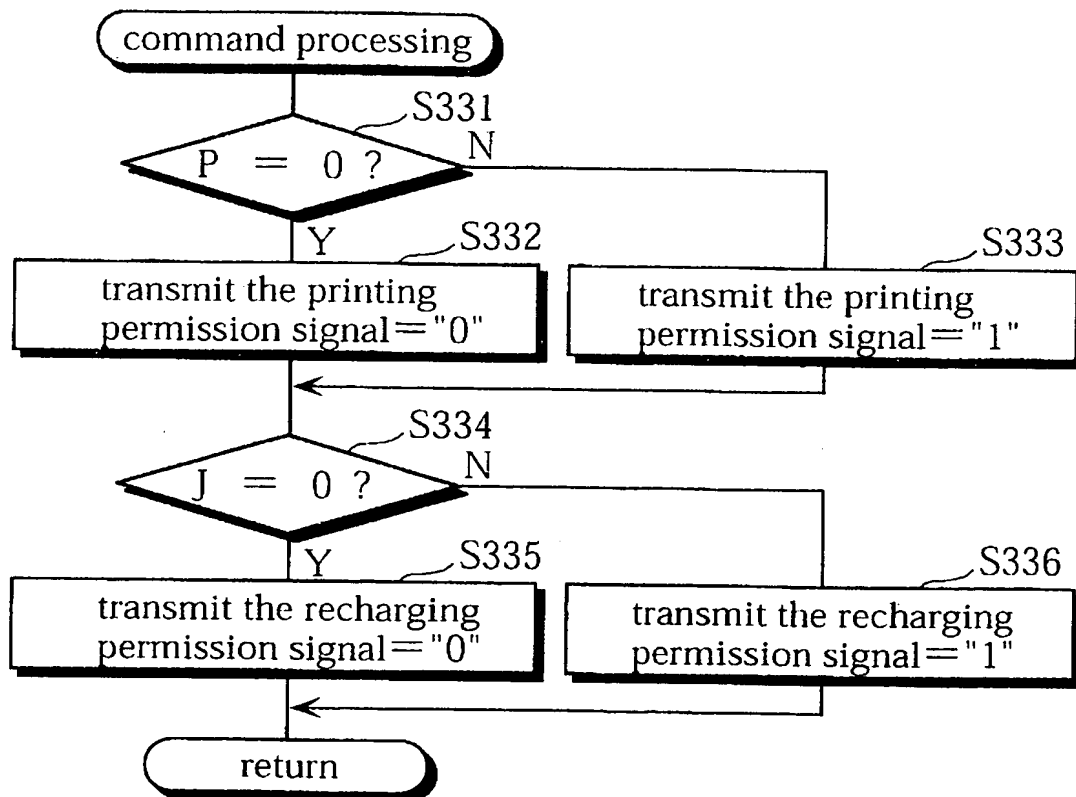 command processing
S331
P = 0 ?
N
Y
S332
S333
transmit the printing
permission signal="0"
transmit the printing
permission signal="1"
S334
J = 0 ?
N
Y
S335
S336
transmit the recharging
permission signal="0"
transmit the recharging
permission signal="1"
return